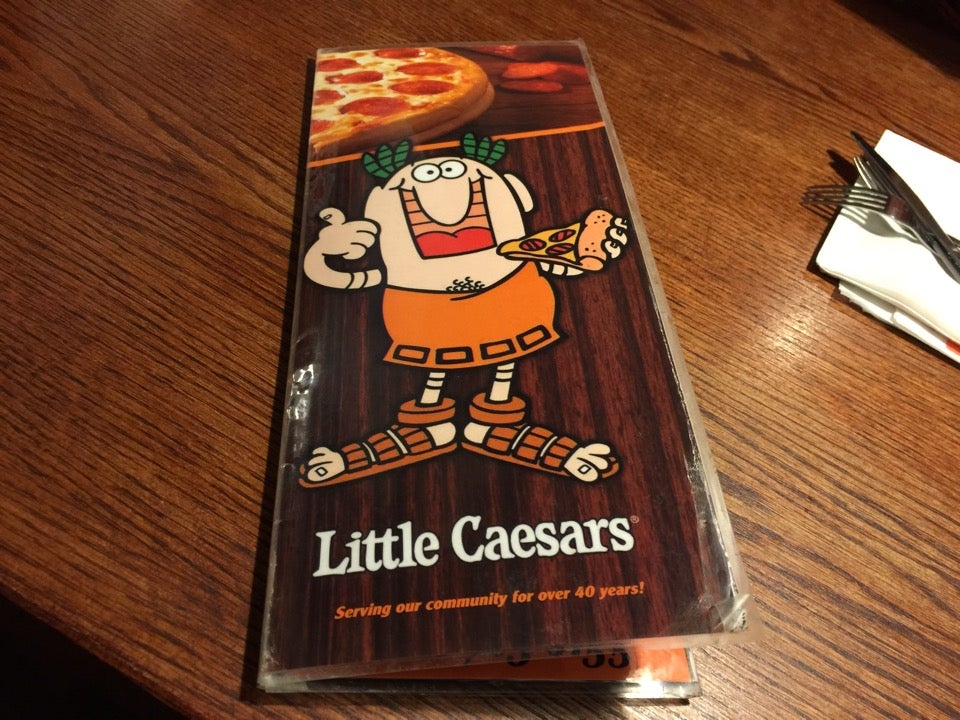 Little Caesars®
Serving our community for over 40 years!